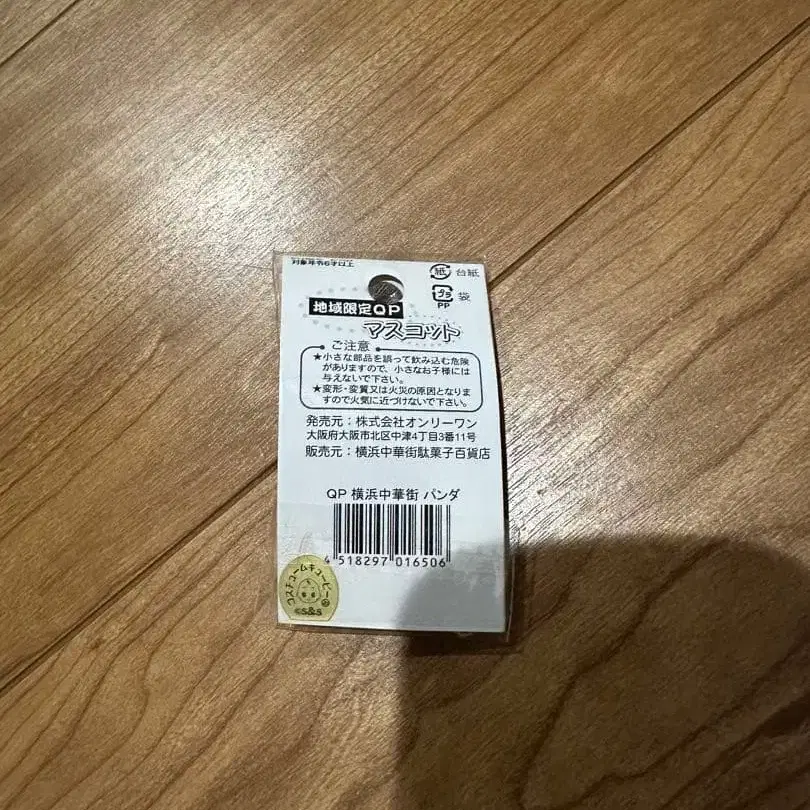 対象年令6才以上
紙 台紙
プラ 袋
PP
地域限定QP
マスコット
ご注意
★小さな部品を誤って飲み込む危険
がありますので、小さなお子様には
与えないで下さい。
★変形・変質又は火災の原因となりま
すので火気に近づけないで下さい。
発売元：株式会社オンリーワン
大阪府大阪市北区中津4丁目3番11号
販売元：横浜中華街駄菓子百貨店
QP 横浜中華街 パンダ
4 518297 016506
コスチュームキューピー®
©S&S